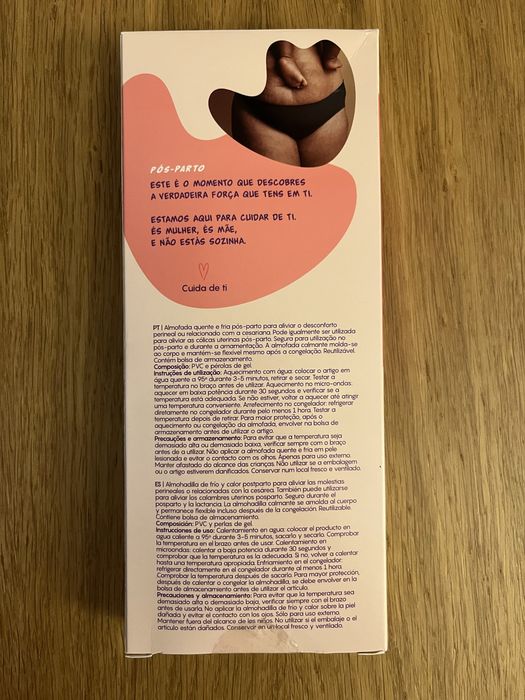 PÓS-PARTO
ESTE É O MOMENTO QUE DESCOBRES
A VERDADEIRA FORÇA QUE TENS EM TI.
ESTAMOS AQUI PARA CUIDAR DE TI.
ÉS MULHER, ÉS MÃE,
E NÃO ESTÁS SOZINHA.
Cuida de ti
PT | Almofada quente e fria pós-parto para aliviar o desconforto
perineal ou relacionado com a cesariana. Pode igualmente ser utilizada
para aliviar as cólicas uterinas pós-parto. Segura para utilização no
pós-parto e durante a amamentação. A almofada calmante molda-se
ao corpo e mantém-se flexível mesmo após a congelação. Reutilizável.
Contém bolsa de armazenamento.
Composição: PVC e pérolas de gel.
Instruções de utilização: Aquecimento com água: colocar o artigo em
água quente a 95º durante 3-5 minutos, retirar e secar. Testar a
temperatura no braço antes de utilizar. Aquecimento no micro-ondas:
aquecer em baixa potência durante 30 segundos e verificar se a
temperatura está adequada. Se não estiver, voltar a aquecer até atingir
uma temperatura conveniente. Arrefecimento no congelador: refrigerar
diretamente no congelador durante pelo menos 1 hora. Testar a
temperatura depois de retirar. Para maior proteção, após o
aquecimento ou congelação da almofada, envolver na bolsa de
armazenamento antes de utilizar o artigo.
Precauções e armazenamento: Para evitar que a temperatura seja
demasiado alta ou demasiado baixa, verificar sempre com o braço
antes de a utilizar. Não aplicar a almofada quente e fria em pele
lesionada e evitar o contacto com os olhos. Apenas para uso externo.
Manter afastado do alcance das crianças. Não utilizar se a embalagem
ou o artigo estiverem danificados. Conservar num local fresco e ventilado.
ES | Almohadilla de frío y calor postparto para aliviar las molestias
perineales o relacionadas con la cesárea. También puede utilizarse
para aliviar los calambres uterinos posparto. Seguro durante el
posparto y la lactancia. La almohadilla calmante se amolda al cuerpo
y permanece flexible incluso después de la congelación. Reutilizable.
Contiene bolsa de almacenamiento.
Composición: PVC y perlas de gel.
Instrucciones de uso: Calentamiento en agua: colocar el producto en
agua caliente a 95° durante 3-5 minutos, sacarlo y secarlo. Comprobar
la temperatura en el brazo antes de usar. Calentamiento en
microondas: calentar a baja potencia durante 30 segundos y
comprobar que la temperatura es la adecuada. Si no, volver a calentar
hasta una temperatura apropiada. Enfriamiento en el congelador:
refrigerar directamente en el congelador durante al menos 1 hora.
Comprobar la temperatura después de sacarlo. Para mayor protección,
después de calentar o congelar la almohadilla, se debe envolver en la
bolsa de almacenamiento antes de utilizar el artículo.
Precauciones y almacenamiento: Para evitar que la temperatura sea
demasiado alta o demasiado baja, verificar siempre con el brazo
antes de usarla. No aplicar la almohadilla de frío y calor sobre la piel
dañada y evitar el contacto con los ojos. Sólo para uso externo.
Mantener fuera del alcance de los niños. No utilizar si el embalaje o el
artículo están dañados. Conservar en un local fresco y ventilado.